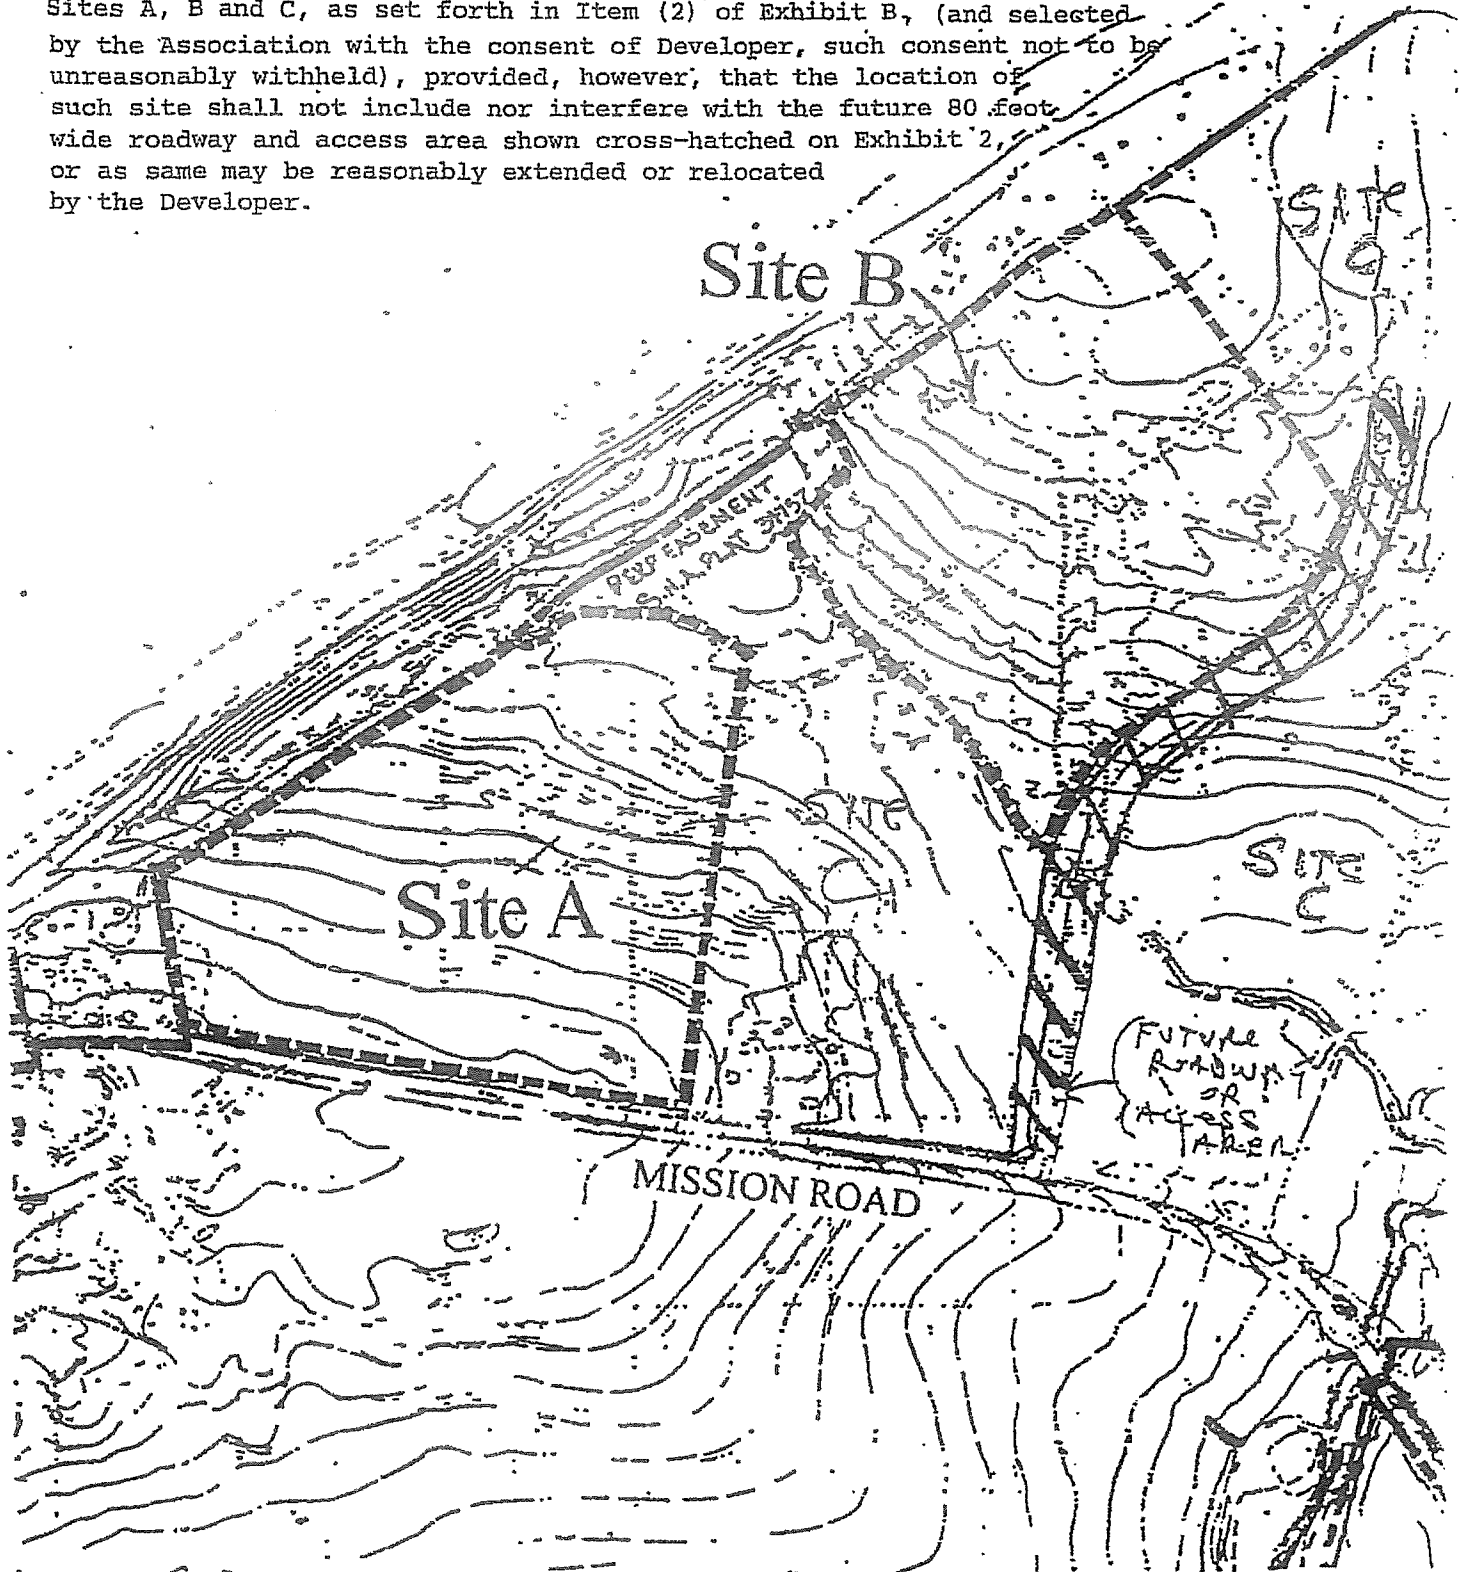 Sites A, B and C, as set forth in Item (2) of Exhibit B, (and selected
by the Association with the consent of Developer, such consent not to be
unreasonably withheld), provided, however, that the location of
such site shall not include nor interfere with the future 80 foot
wide roadway and access area shown cross-hatched on Exhibit 2,
or as same may be reasonably extended or relocated
by the Developer.
SITE
C
Site B
EASEMENT
PLAT
SITE
C
Site A
SITE
C
FUTURE
ROADWAY
OR
ACCESS
AREA
MISSION ROAD